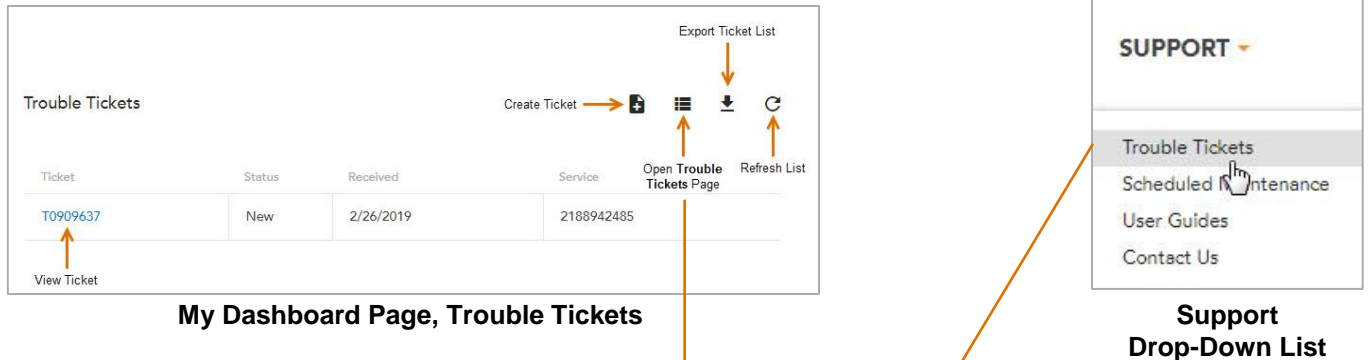 Export Ticket List
Trouble Tickets
Create Ticket
Ticket
Status
Received
Service
Open Trouble
Tickets Page
Refresh List
T0909637
New
2/26/2019
2188942485
View Ticket
My Dashboard Page, Trouble Tickets
SUPPORT
Trouble Tickets
Scheduled Maintenance
User Guides
Contact Us
Support
Drop-Down List